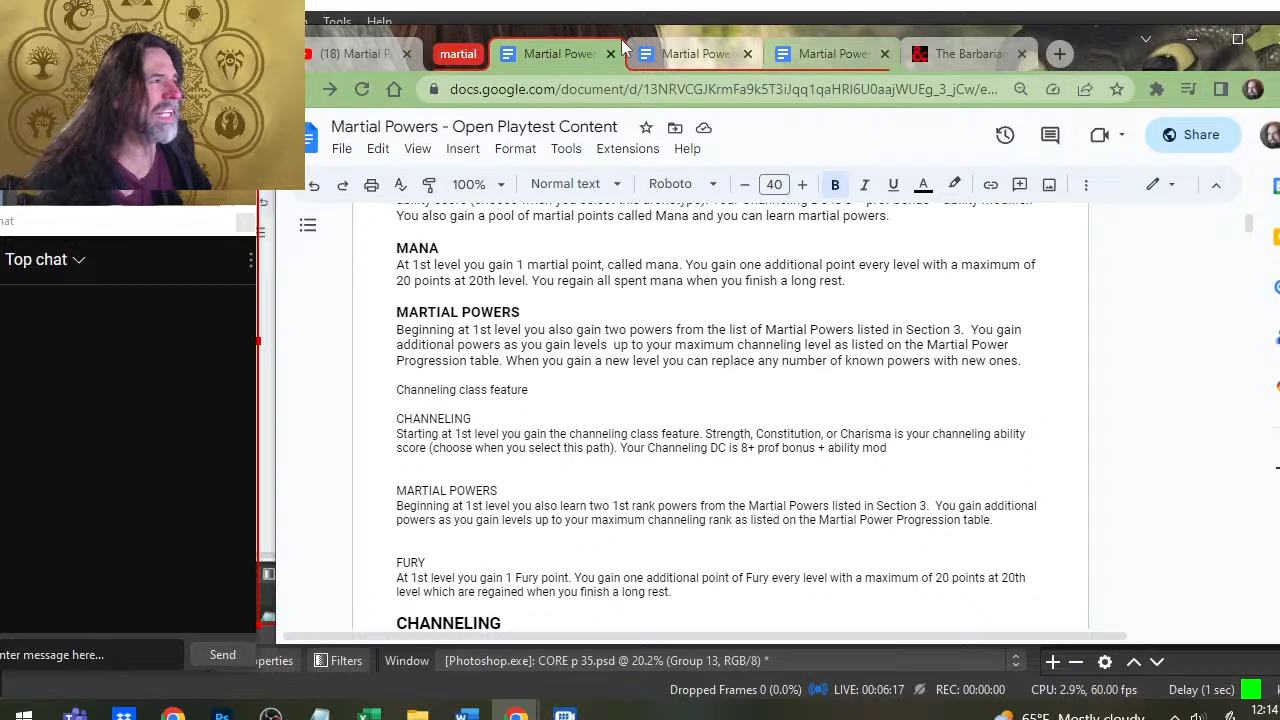 Tools Help
(18) Martial P
martial
Martial Power
Martial Powe
Martial Powe
The Barbarian
docs.google.com/document/d/13NRVCGJKrmFa9k5T3iJqq1qaHRI6U0aajWUEg_3_jCw/e...
Martial Powers - Open Playtest Content
File Edit View Insert Format Tools Extensions Help
Share
100% Normal text Roboto 40 B I U A
You also gain a pool of martial points called Mana and you can learn martial powers.
MANA
At 1st level you gain 1 martial point, called mana. You gain one additional point every level with a maximum of
20 points at 20th level. You regain all spent mana when you finish a long rest.
MARTIAL POWERS
Beginning at 1st level you also gain two powers from the list of Martial Powers listed in Section 3. You gain
additional powers as you gain levels up to your maximum channeling level as listed on the Martial Power
Progression table. When you gain a new level you can replace any number of known powers with new ones.
Channeling class feature
CHANNELING
Starting at 1st level you gain the channeling class feature. Strength, Constitution, or Charisma is your channeling ability
score (choose when you select this path). Your Channeling DC is 8+ prof bonus + ability mod
MARTIAL POWERS
Beginning at 1st level you also learn two 1st rank powers from the Martial Powers listed in Section 3. You gain additional
powers as you gain levels up to your maximum channeling rank as listed on the Martial Power Progression table.
FURY
At 1st level you gain 1 Fury point. You gain one additional point of Fury every level with a maximum of 20 points at 20th
level which are regained when you finish a long rest.
CHANNELING
hat
Top chat
nter message here...
Send
operties Filters Window [Photoshop.exe]: CORE p 35.psd @ 20.2% (Group 13, RGB/8) *
Dropped Frames 0 (0.0%) LIVE: 00:06:17 REC: 00:00:00 CPU: 2.9%, 60.00 fps Delay (1 sec)
65°F Mostly cloudy
12:14